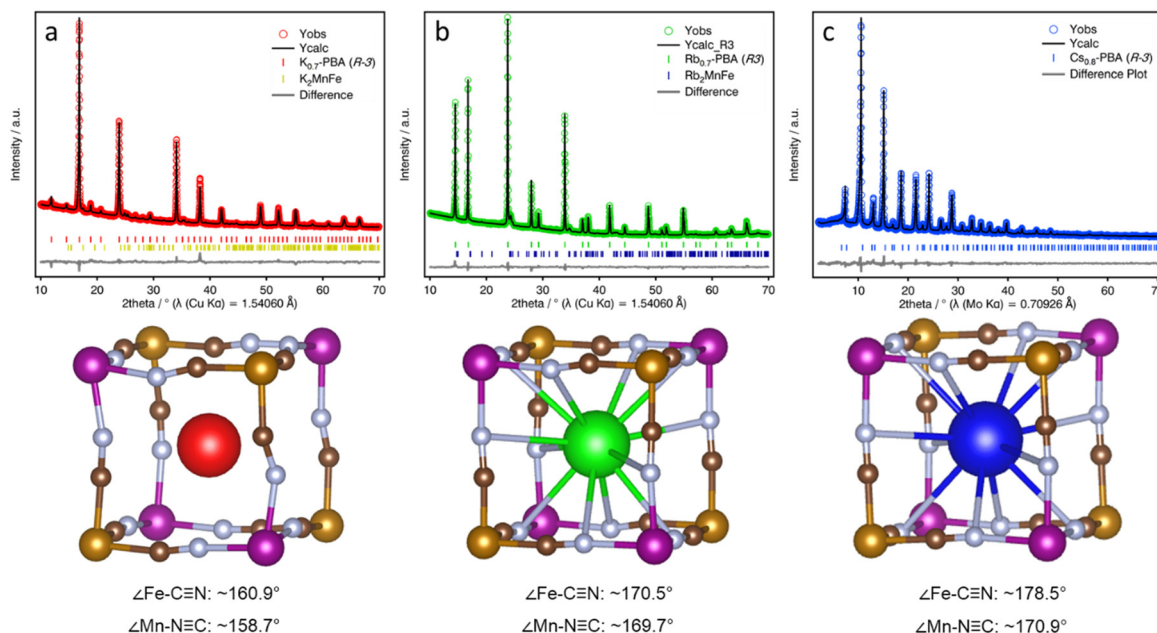 a
Yobs
Ycalc
K0.7-PBA (R-3)
K2MnFe
Difference
Intensity / a.u.
10 20 30 40 50 60 70
2theta / ° (λ (Cu Kα) = 1.54060 Å)
b
Yobs
Ycalc_R3
Rb0.7-PBA (R3)
Rb2MnFe
Difference
Intensity / a.u.
10 20 30 40 50 60 70
2theta / ° (λ (Cu Kα) = 1.54060 Å)
c
Yobs
Ycalc
Cs0.8-PBA (R-3)
Difference Plot
Intensity / a.u.
10 20 30 40 50 60 70
2theta / ° (λ (Mo Kα) = 0.70926 Å)
∠Fe-C≡N: ~160.9°
∠Mn-N≡C: ~158.7°
∠Fe-C≡N: ~170.5°
∠Mn-N≡C: ~169.7°
∠Fe-C≡N: ~178.5°
∠Mn-N≡C: ~170.9°